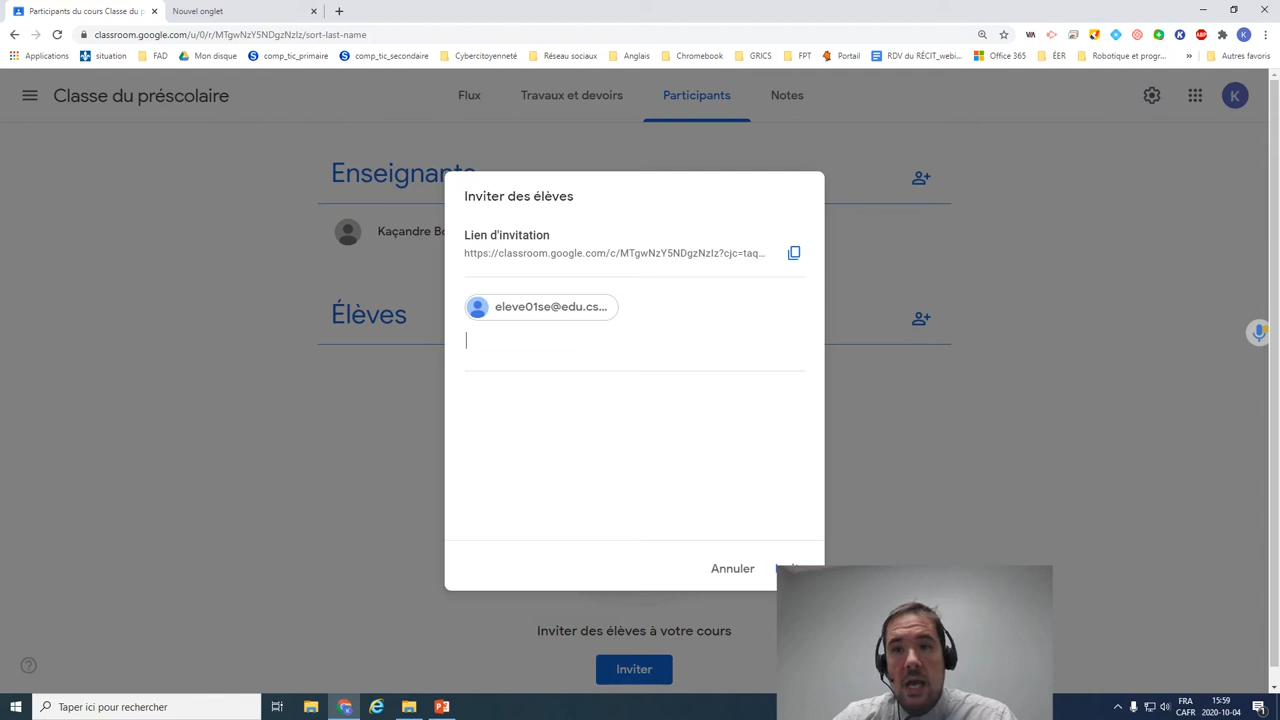 Participants du cours Classe du p
Nouvel onglet
classroom.google.com/u/0/r/MTgwNzY5NDgzNzIz/sort-last-name
Applications
situation
FAD
Mon disque
comp_tic_primaire
comp_tic_secondaire
Cybercitoyenneté
Réseau sociaux
Anglais
Chromebook
GRICS
FPT
Portail
RDV du RÉCIT_webi...
Office 365
ÉER
Robotique et progr...
»
Autres favoris
Classe du préscolaire
Flux
Travaux et devoirs
Participants
Notes
K
Enseignants
Kaçandre Bo
Élèves
Inviter des élèves
Lien d'invitation
https://classroom.google.com/c/MTgwNzY5NDgzNzIz?cjc=taq...
eleve01se@edu.cs...
Annuler
Inviter des élèves à votre cours
Inviter
Taper ici pour rechercher
FRA
CAFR
15:59
2020-10-04